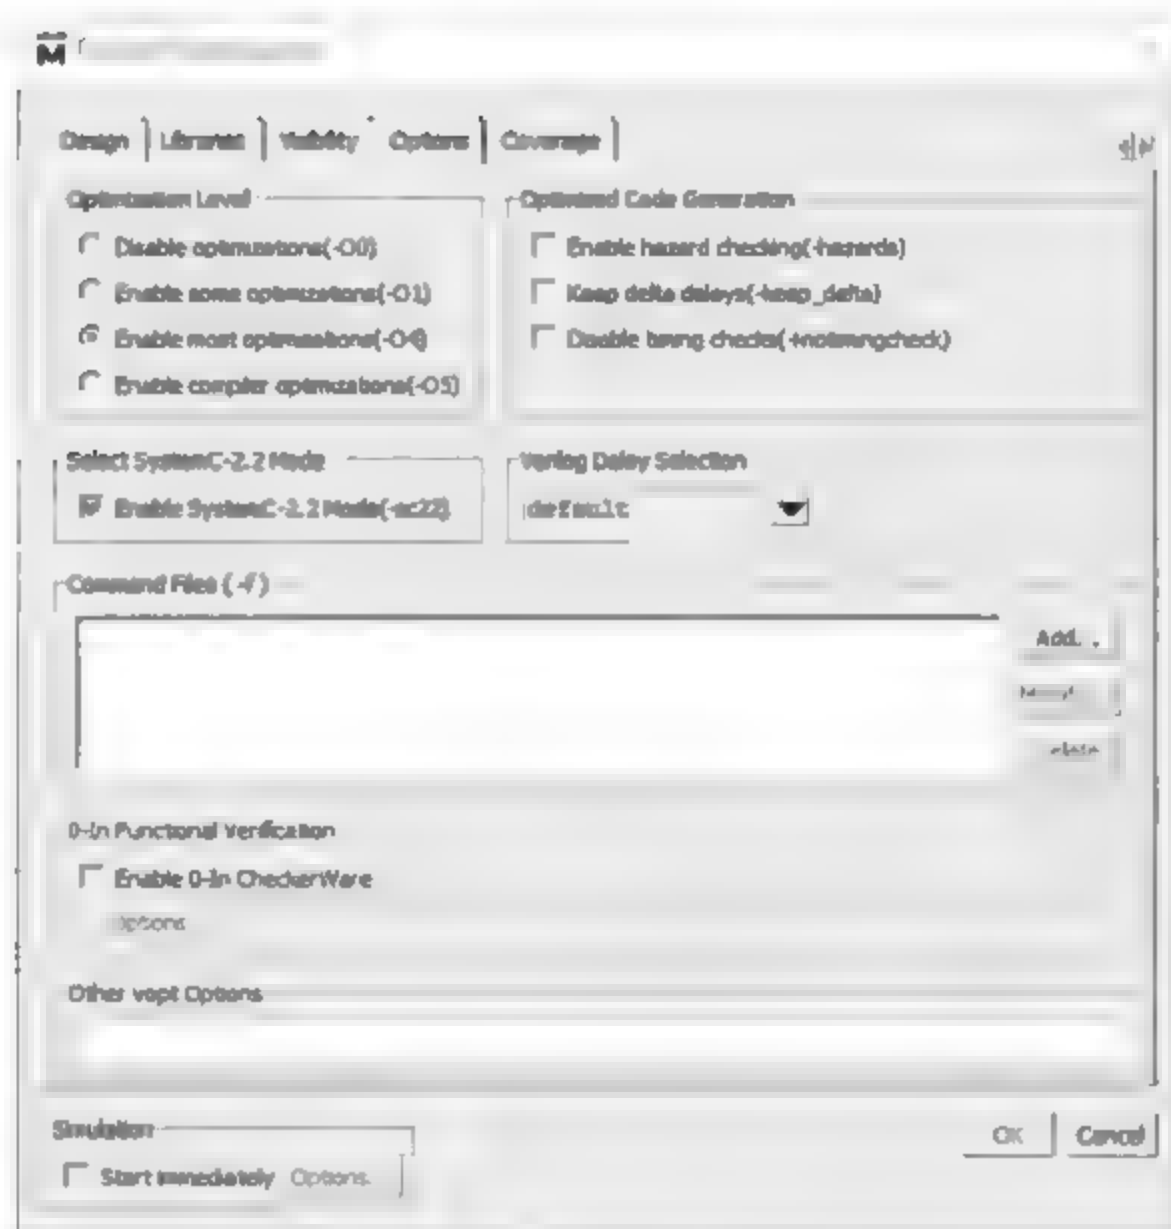 M
Design Libraries Visibility Options Coverage
Optimization Level
Disable optimizations(-O0)
Enable some optimizations(-O1)
Enable most optimizations(-O4)
Enable compiler optimizations(-O5)
Optimized Code Generation
Enable hazard checking(-hazards)
Keep delta delays(-keep_delta)
Disable timing checks(+notimingcheck)
Select SystemC-2.2 Mode
Enable SystemC-2.2 Mode(-sc22)
Verilog Delay Selection
default
Command Files (-f)
Add...
0-In Functional Verification
Enable 0-In CheckerWare
Options
Other vopt Options
Simulation
Start immediately Options.
OK Cancel